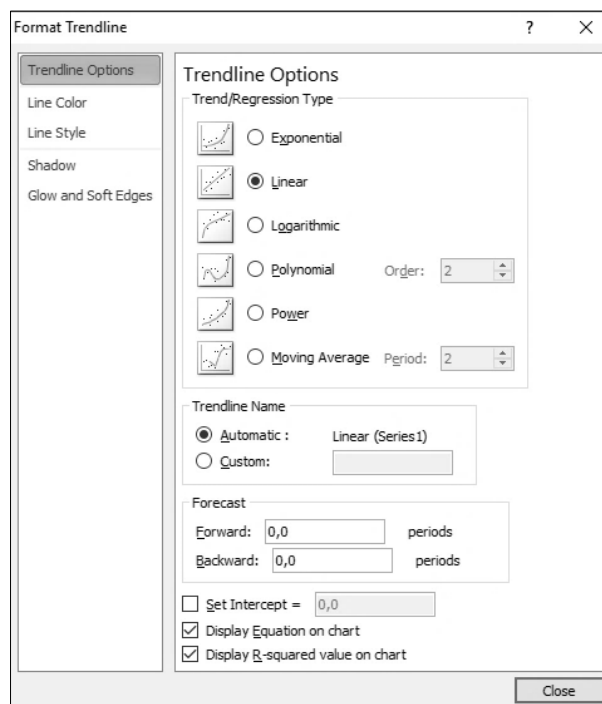 Format Trendline ? X
Trendline Options
Line Color
Line Style
Shadow
Glow and Soft Edges
Trendline Options
Trend/Regression Type
Exponential
Linear
Logarithmic
Polynomial Order: 2
Power
Moving Average Period: 2
Trendline Name
Automatic : Linear (Series1)
Custom:
Forecast
Forward: 0,0 periods
Backward: 0,0 periods
Set Intercept = 0,0
Display Equation on chart
Display R-squared value on chart
Close